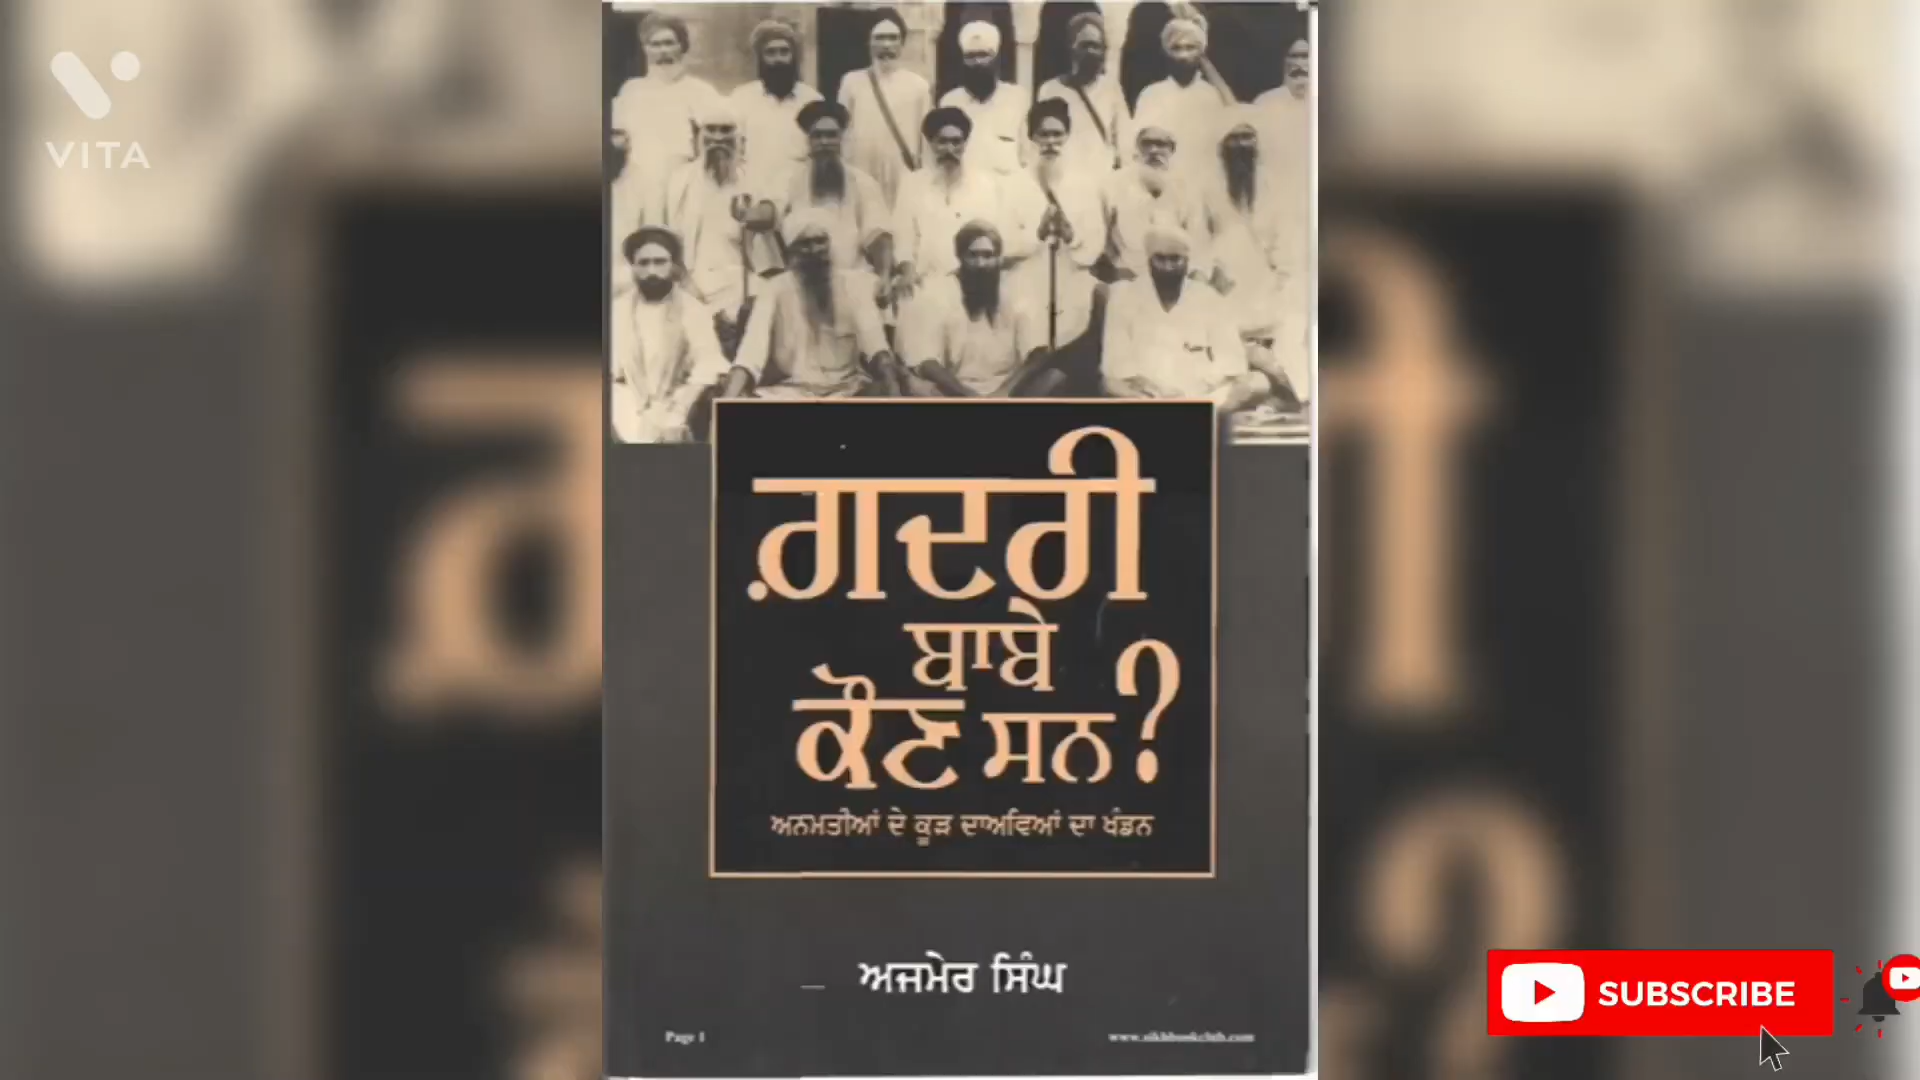 VITA
ਗ਼ਦਰੀ
ਬਾਬੇ
ਕੌਣ ਸਨ?
ਅਨਮਤੀਆਂ ਦੇ ਕੂੜ ਦਾਅਵਿਆਂ ਦਾ ਖੰਡਨ
ਅਜਮੇਰ ਸਿੰਘ
Page 1
www.sikhbookclub.com
SUBSCRIBE